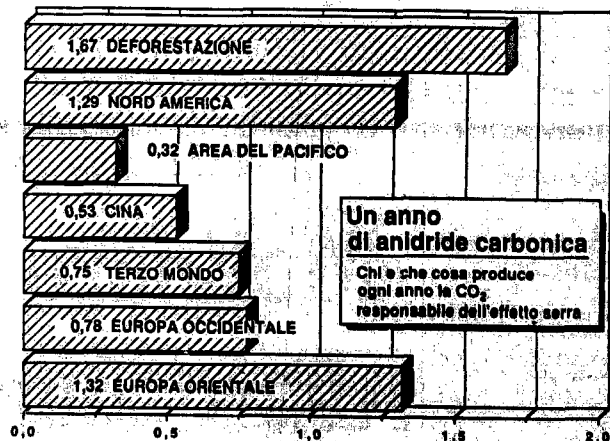 1,67 DEFORESTAZIONE
1,29 NORD AMERICA
0,32 AREA DEL PACIFICO
0,53 CINA
0,75 TERZO MONDO
0,78 EUROPA OCCIDENTALE
1,32 EUROPA ORIENTALE
Un anno
di anidride carbonica
Chi e che cosa produce
ogni anno la CO₂
responsabile dell'effetto serra
0,0 0,5 1,0 1,5 2,0